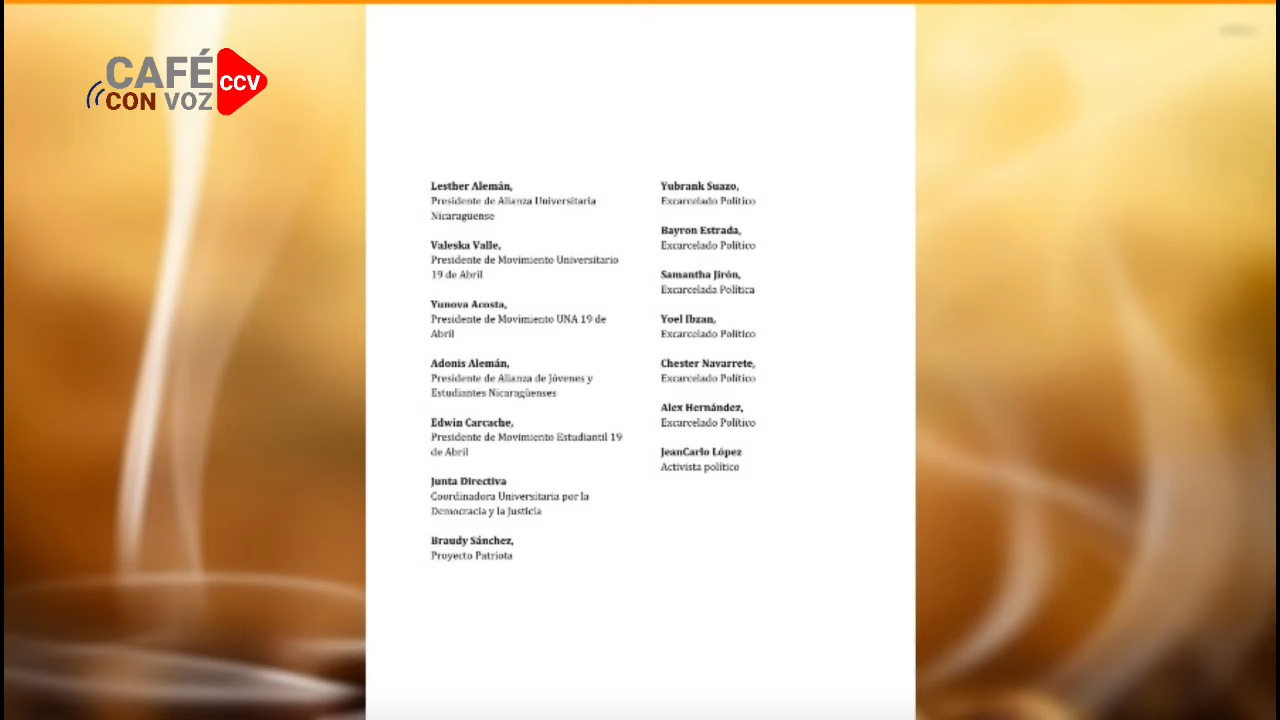 CAFÉ
CON VOZ
CCV
Lesther Alemán,
Presidente de Alianza Universitaria
Nicaragüense
Valeska Valle,
Presidente de Movimiento Universitario
19 de Abril
Yunova Acosta,
Presidente de Movimiento UNA 19 de
Abril
Adonis Alemán,
Presidente de Alianza de Jóvenes y
Estudiantes Nicaragüenses
Edwin Carcache,
Presidente de Movimiento Estudiantil 19
de Abril
Junta Directiva
Coordinadora Universitaria por la
Democracia y la Justicia
Braudy Sánchez,
Proyecto Patriota
Yubrank Suazo,
Excarcelado Político
Bayron Estrada,
Excarcelado Político
Samantha Jirón,
Excarcelada Política
Yoel Ibzan,
Excarcelado Político
Chester Navarrete,
Excarcelado Político
Alex Hernández,
Excarcelado Político
JeanCarlo López
Activista político